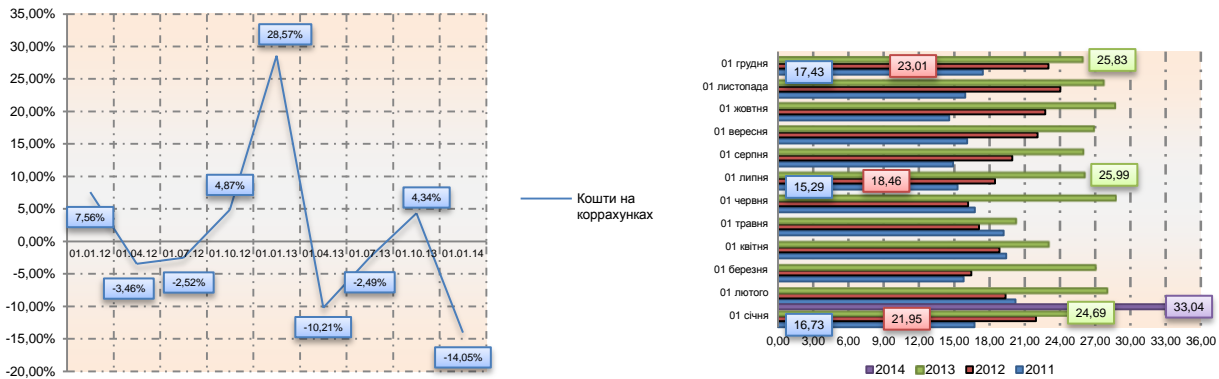 35,00%
30,00%
25,00%
20,00%
15,00%
10,00%
5,00%
0,00%
-5,00%
-10,00%
-15,00%
-20,00%
01.01.12 01.04.12 01.07.12 01.10.12 01.01.13 01.04.13 01.07.13 01.10.13 01.01.14
7,56%
-3,46%
-2,52%
4,87%
28,57%
-10,21%
-2,49%
4,34%
-14,05%
Кошти на
коррахунках
01 грудня
01 листопада
01 жовтня
01 вересня
01 серпня
01 липня
01 червня
01 травня
01 квітня
01 березня
01 лютого
01 січня
17,43 23,01 25,83
15,29 18,46 25,99
33,04
16,73 21,95 24,69
0,00 3,00 6,00 9,00 12,00 15,00 18,00 21,00 24,00 27,00 30,00 33,00 36,00
2014 2013 2012 2011